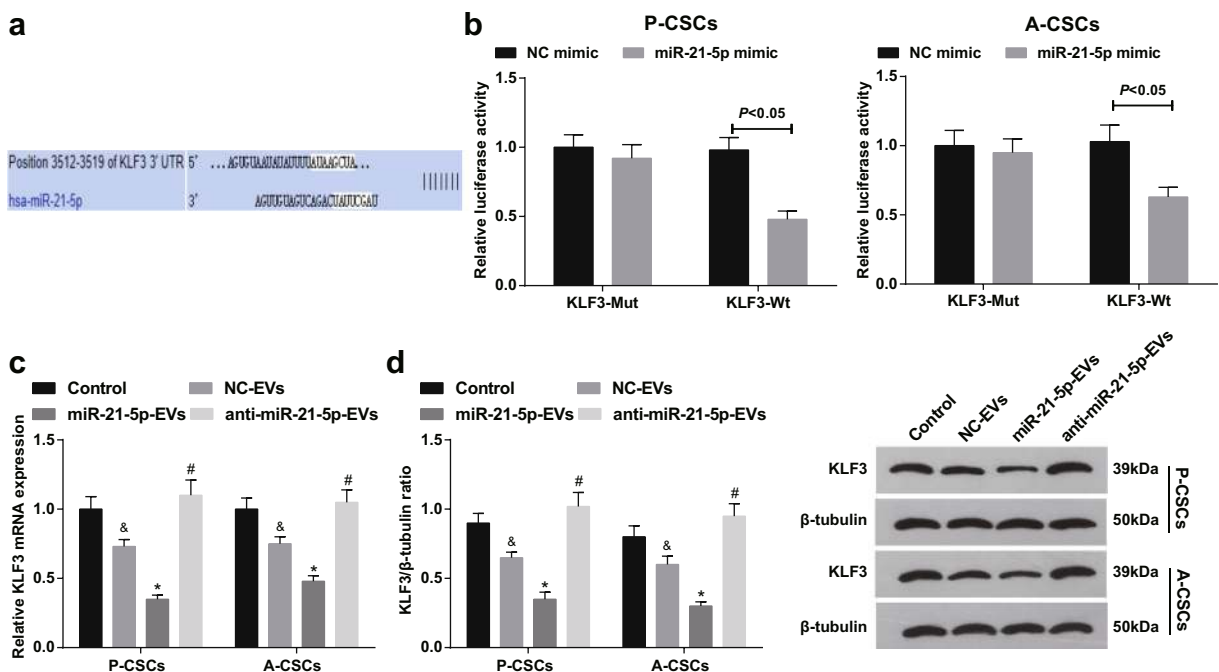 a
Position 3512-3519 of KLF3 3' UTR 5' ...AGUGUAAUAUAUUUUAUAAGCUA...
|||||||
hsa-miR-21-5p 3' AGUUGUAGUCAGACUAUUCGAU
b
P-CSCs
NC mimic miR-21-5p mimic
Relative luciferase activity
1.5
1.0
0.5
0.0
P<0.05
KLF3-Mut KLF3-Wt
A-CSCs
NC mimic miR-21-5p mimic
Relative luciferase activity
1.5
1.0
0.5
0.0
P<0.05
KLF3-Mut KLF3-Wt
c
Control NC-EVs
miR-21-5p-EVs anti-miR-21-5p-EVs
Relative KLF3 mRNA expression
1.5
1.0
0.5
0.0
& * # & * #
P-CSCs A-CSCs
d
Control NC-EVs
miR-21-5p-EVs anti-miR-21-5p-EVs
KLF3/β-tubulin ratio
1.5
1.0
0.5
0.0
& * # & * #
P-CSCs A-CSCs
Control NC-EVs miR-21-5p-EVs anti-miR-21-5p-EVs
KLF3 39kDa
β-tubulin 50kDa
P-CSCs
KLF3 39kDa
β-tubulin 50kDa
A-CSCs